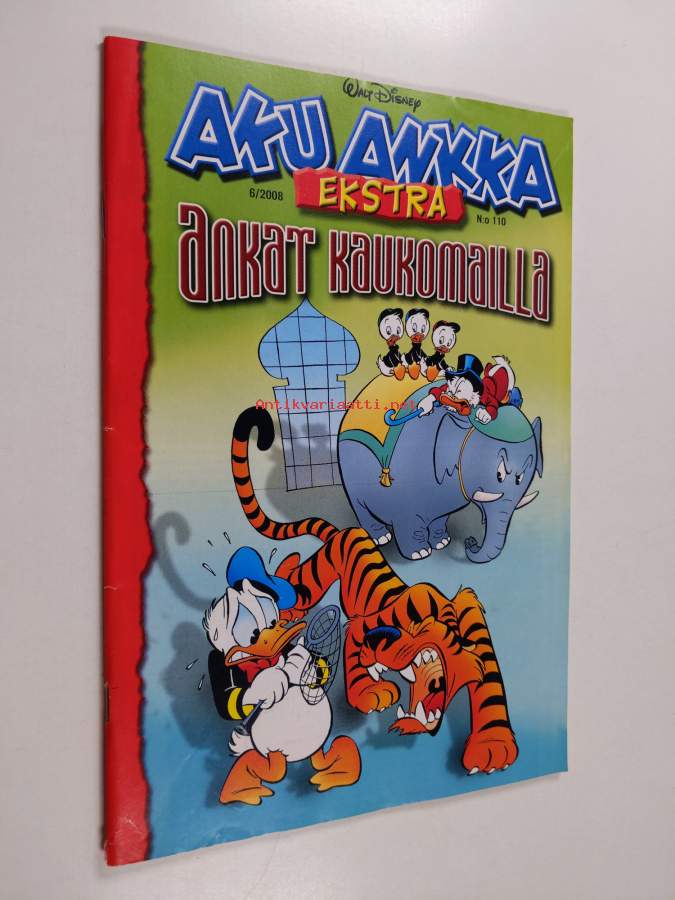 Walt Disney
AKU ANKKA
6/2008 EKSTRA N:o 110
ANKAT KAUKOMAILLA
Antikvariaatti.net